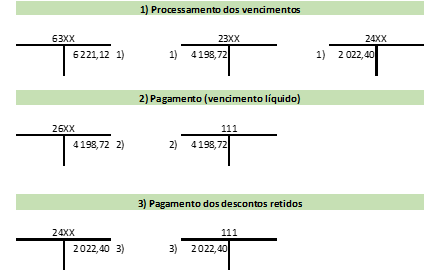 1) Processamento dos vencimentos
63XX 23XX 24XX
6 221,12 1) 1) 4 198,72 1) 2 022,40
2) Pagamento (vencimento líquido)
26XX 111
4 198,72 2) 2) 4 198,72
3) Pagamento dos descontos retidos
24XX 111
2 022,40 3) 3) 2 022,40